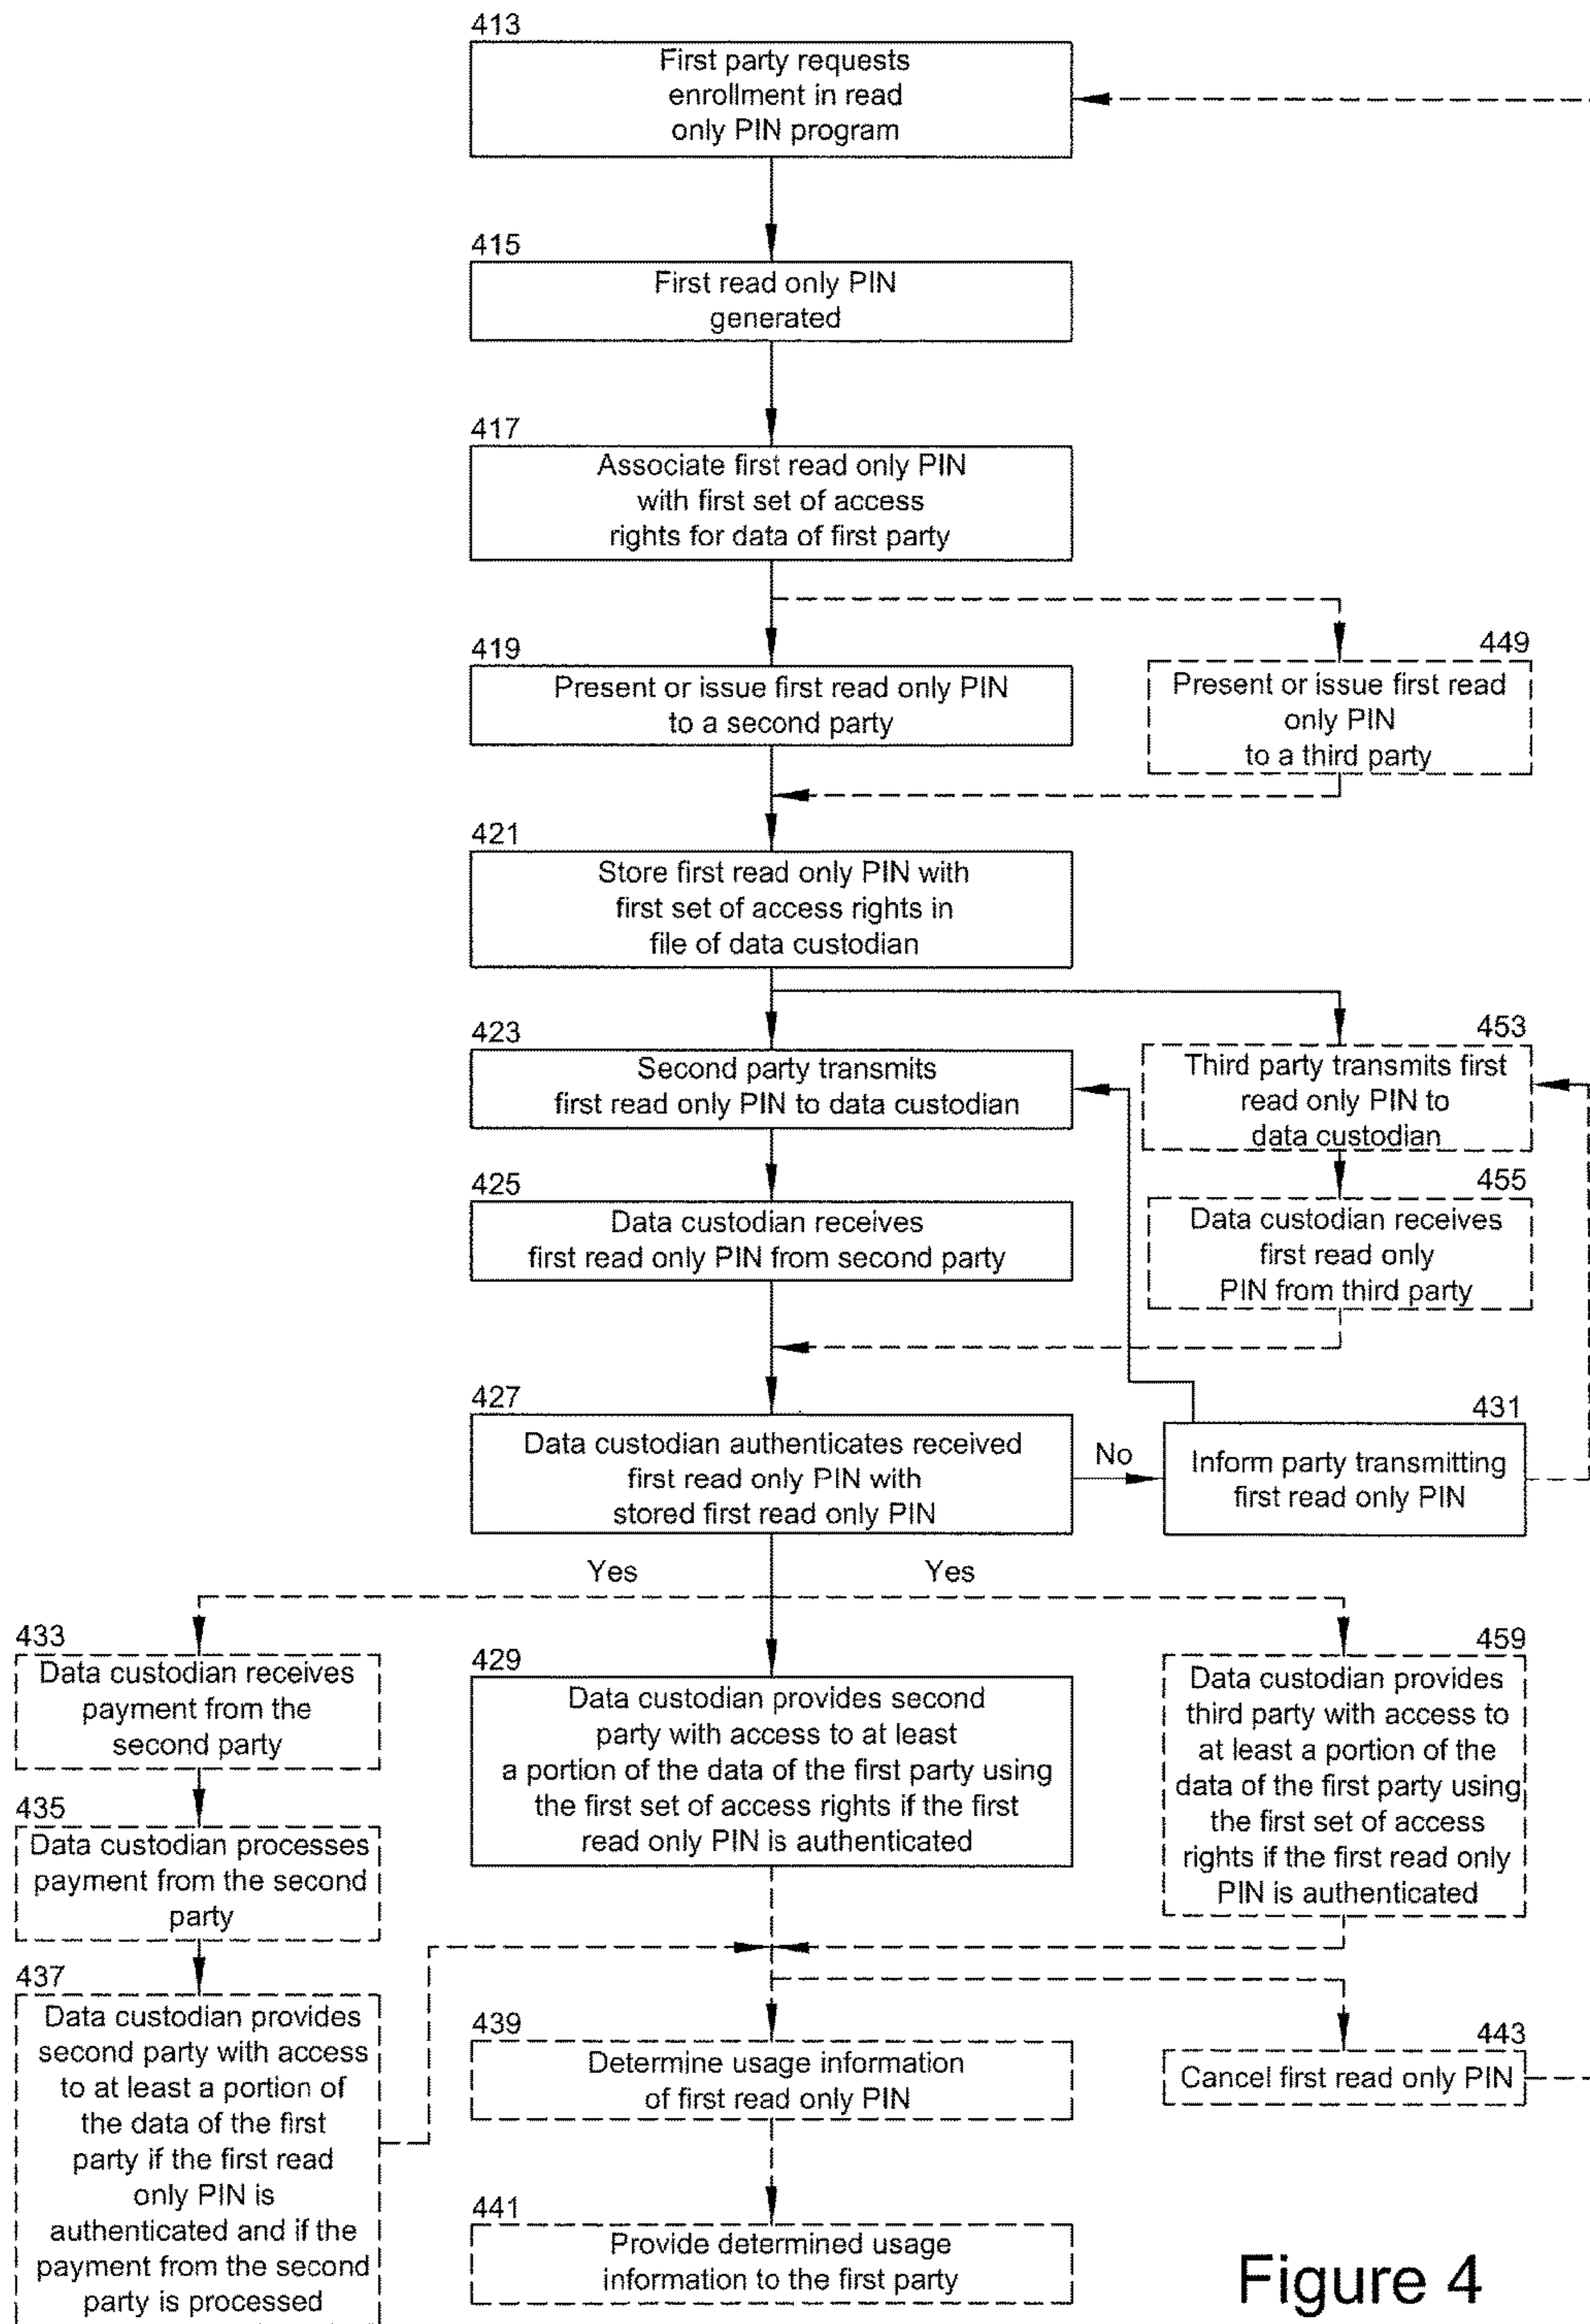 413
First party requests
enrollment in read
only PIN program
415
First read only PIN
generated
417
Associate first read only PIN
with first set of access
rights for data of first party
419
Present or issue first read only PIN
to a second party
449
Present or issue first read
only PIN
to a third party
421
Store first read only PIN with
first set of access rights in
file of data custodian
423
Second party transmits
first read only PIN to data custodian
453
Third party transmits first
read only PIN to
data custodian
425
Data custodian receives
first read only PIN from second party
455
Data custodian receives
first read only
PIN from third party
427
Data custodian authenticates received
first read only PIN with
stored first read only PIN
No
431
Inform party transmitting
first read only PIN
Yes
Yes
433
Data custodian receives
payment from the
second party
429
Data custodian provides second
party with access to at least
a portion of the data of the first party using
the first set of access rights if the first
read only PIN is authenticated
459
Data custodian provides
third party with access to
at least a portion of the
data of the first party using
the first set of access
rights if the first read only
PIN is authenticated
435
Data custodian processes
payment from the second
party
437
Data custodian provides
second party with access
to at least a portion of
the data of the first
party if the first read
only PIN is
authenticated and if the
payment from the second
party is processed
439
Determine usage information
of first read only PIN
443
Cancel first read only PIN
441
Provide determined usage
information to the first party
Figure 4